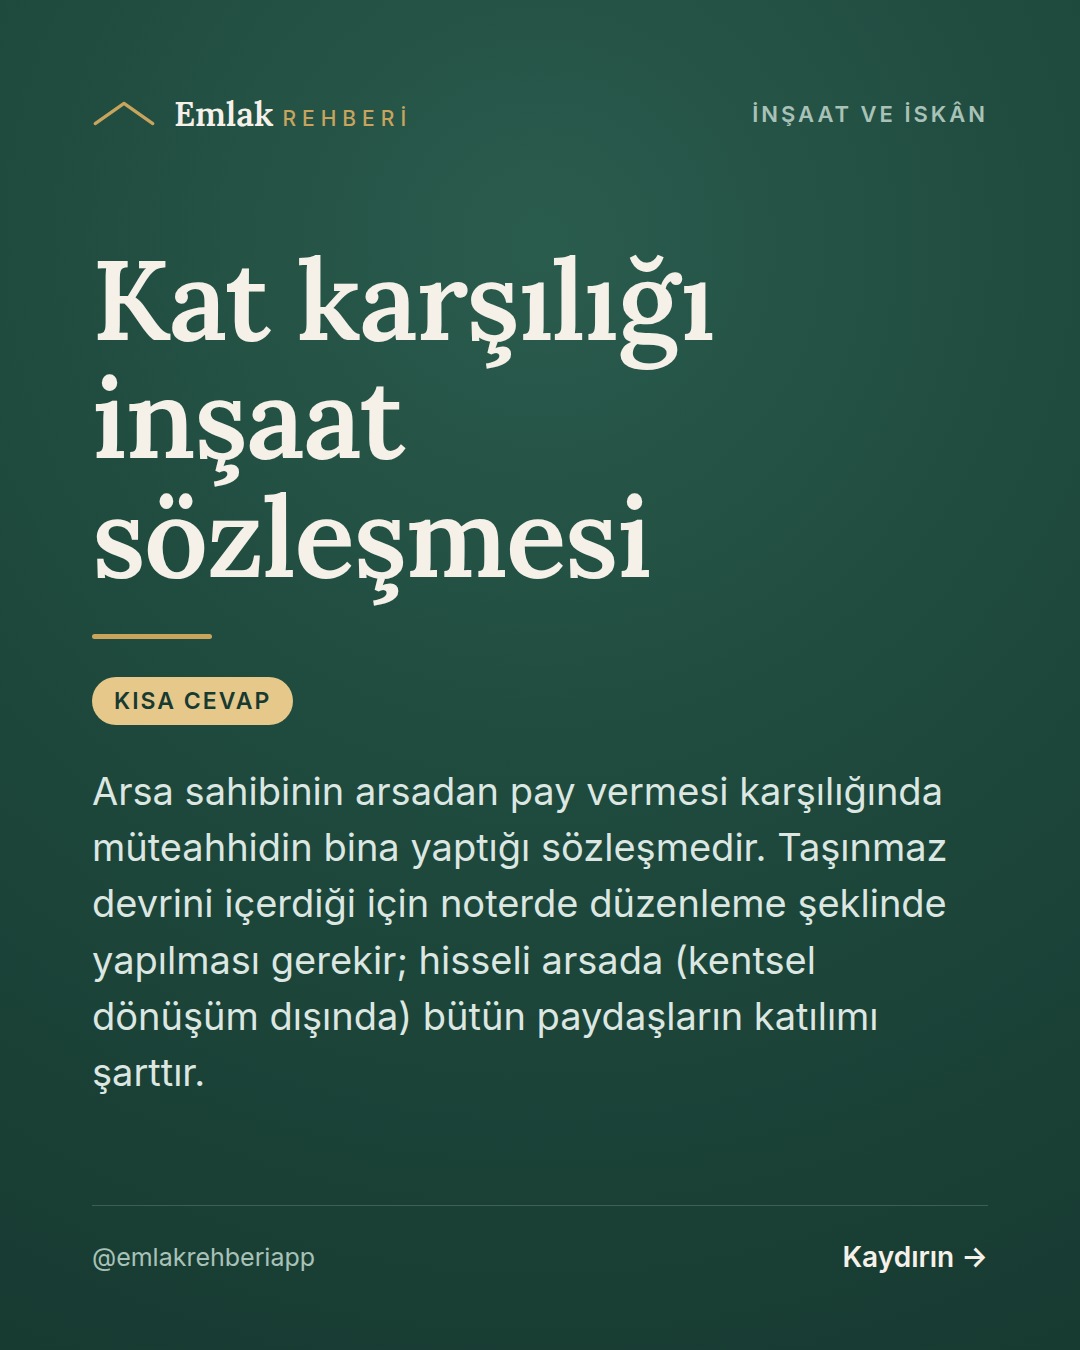 Emlak REHBERİ
İNŞAAT VE İSKÂN
Kat karşılığı
inşaat
sözleşmesi
KISA CEVAP
Arsa sahibinin arsadan pay vermesi karşılığında
müteahhidin bina yaptığı sözleşmedir. Taşınmaz
devrini içerdiği için noterde düzenleme şeklinde
yapılması gerekir; hisseli arsada (kentsel
dönüşüm dışında) bütün paydaşların katılımı
şarttır.
@emlakrehberiapp
Kaydırın →